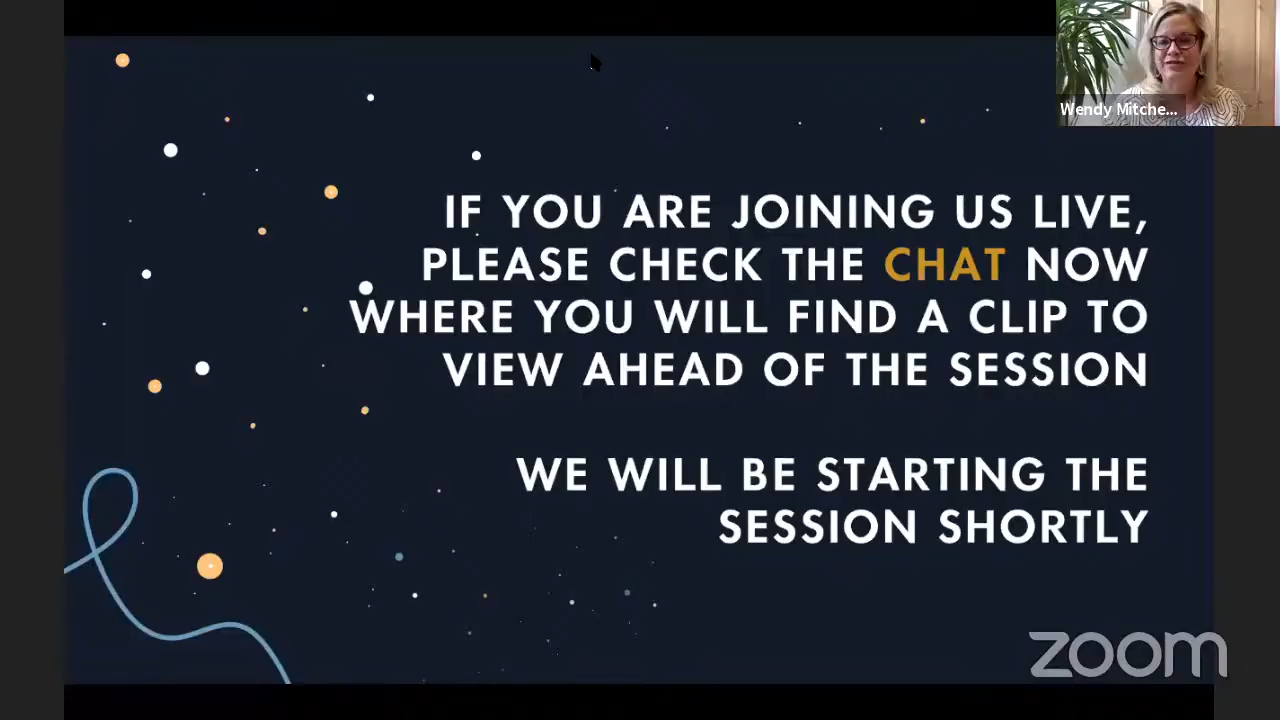 Wendy Mitche...
IF YOU ARE JOINING US LIVE,
PLEASE CHECK THE CHAT NOW
WHERE YOU WILL FIND A CLIP TO
VIEW AHEAD OF THE SESSION
WE WILL BE STARTING THE
SESSION SHORTLY
zoom